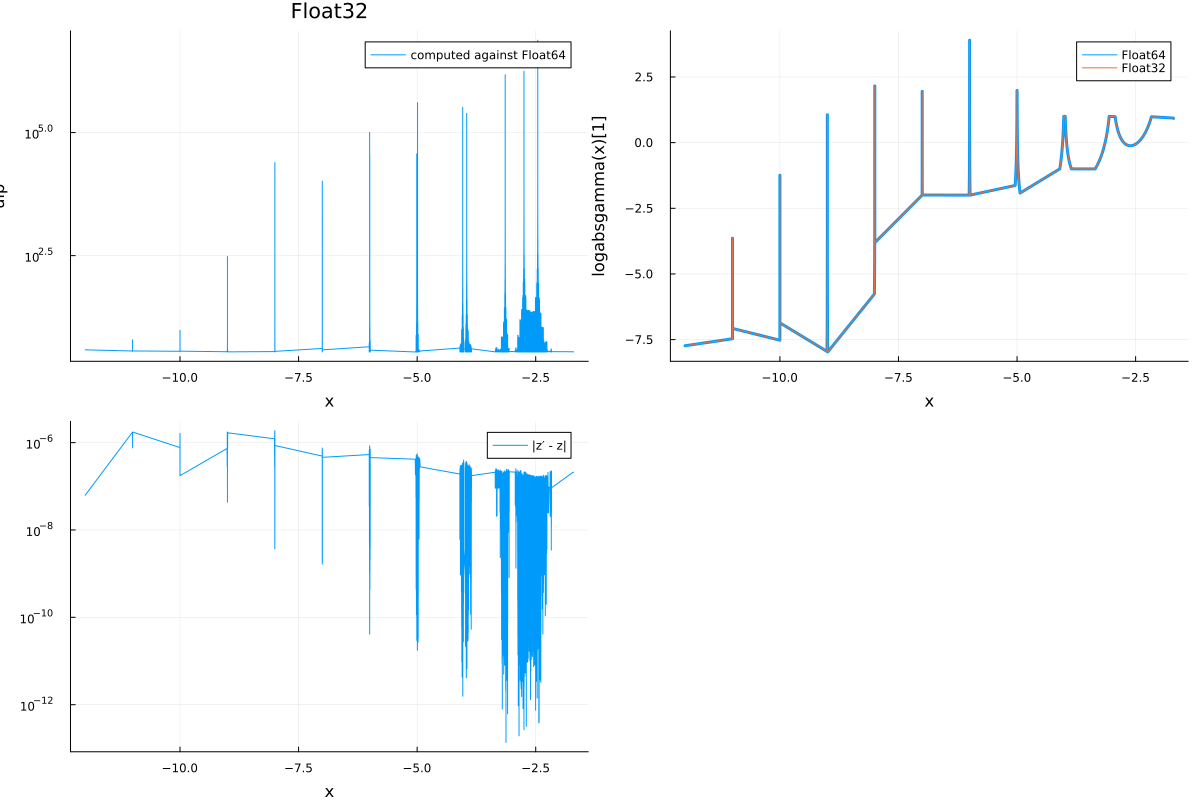 Float32
computed against Float64
10^5.0
10^2.5
−10.0 −7.5 −5.0 −2.5
x
logabsgamma(x)[1]
Float64
Float32
2.5
0.0
−2.5
−5.0
−7.5
−10.0 −7.5 −5.0 −2.5
x
|z′ - z|
10^−6
10^−8
10^−10
10^−12
−10.0 −7.5 −5.0 −2.5
x